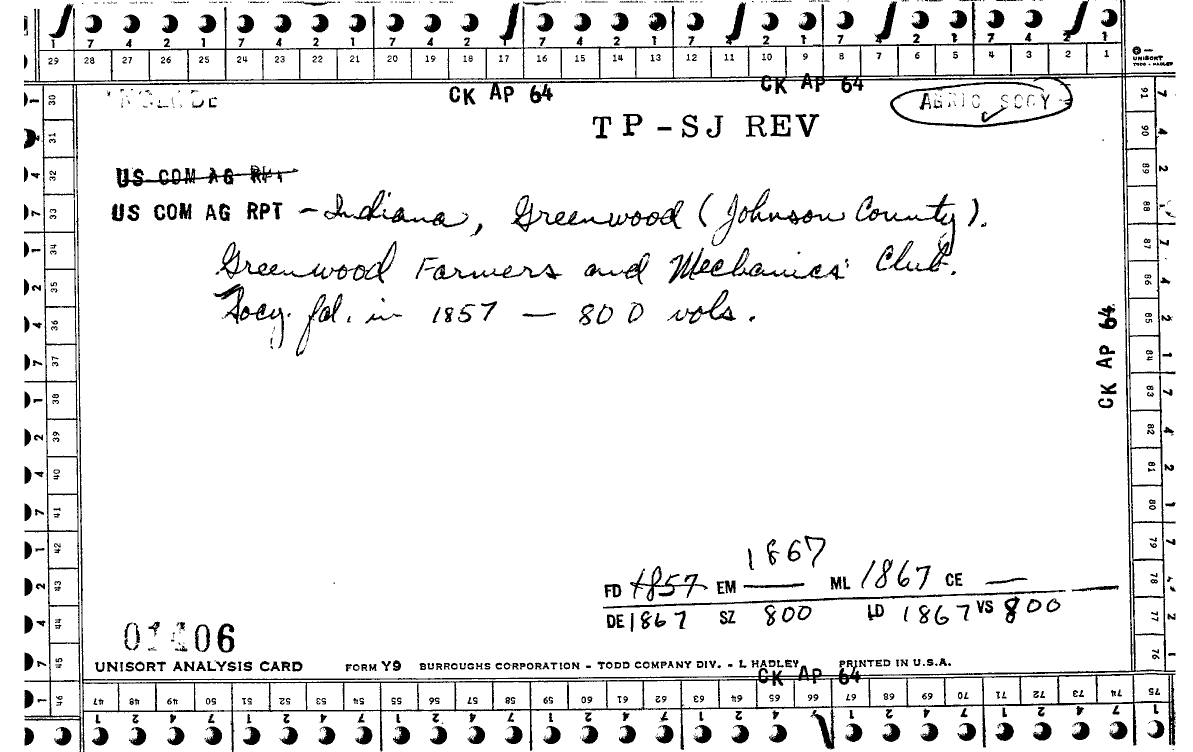 1 7 4 2 1 7 4 2 1 7 4 2 1 7 4 2 1 7 4 2 1 7 4 2 1 7 4 2 1
29 28 27 26 25 24 23 22 21 20 19 18 17 16 15 14 13 12 11 10 9 8 7 6 5 4 3 2 1
UNISORT
TODD - HADLEY
CK AP 64 CK AP 64
AGRIC SOCY
TP-SJ REV
US COM AG RPT
US COM AG RPT - Indiana, Greenwood (Johnson County).
Greenwood Farmers and Mechanics' Club.
Socy. fd. in 1857 — 800 vols.
CK AP 64
1867
FD 1857 EM —— ML 1867 CE ——
DE 1867 SZ 800 LD 1867 VS 800
01406
UNISORT ANALYSIS CARD FORM Y9 BURROUGHS CORPORATION - TODD COMPANY DIV. - L HADLEY PRINTED IN U.S.A.
CK AP 64
30 31 32 33 34 35 36 37 38 39 40 41 42 43 44 45 46
91 90 89 88 87 86 85 84 83 82 81 80 79 78 77 76 75
47 48 49 50 51 52 53 54 55 56 57 58 59 60 61 62 63 64 65 66 67 68 69 70 71 72 73 74